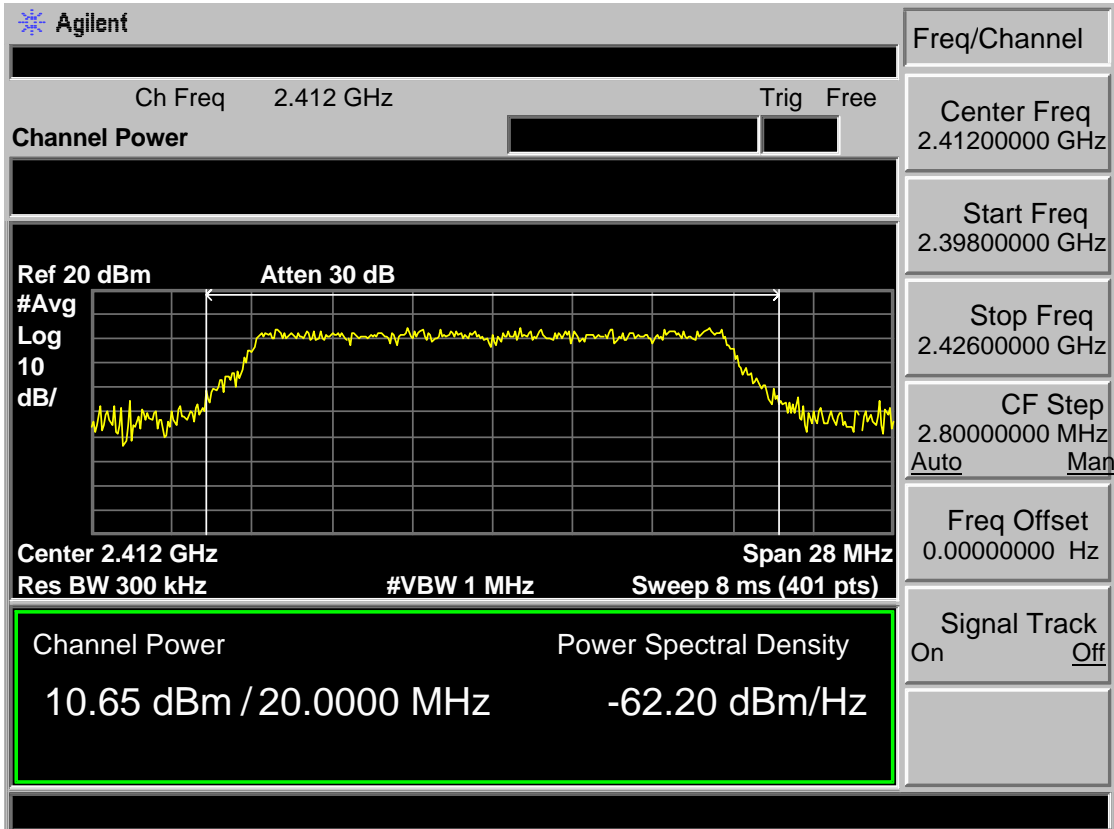 Agilent
Freq/Channel
Ch Freq 2.412 GHz Trig Free
Channel Power
Center Freq
2.41200000 GHz
Start Freq
2.39800000 GHz
Stop Freq
2.42600000 GHz
CF Step
2.80000000 MHz
Auto Man
Freq Offset
0.00000000 Hz
Signal Track
On Off
Ref 20 dBm Atten 30 dB
#Avg
Log
10
dB/
Center 2.412 GHz Span 28 MHz
Res BW 300 kHz #VBW 1 MHz Sweep 8 ms (401 pts)
Channel Power Power Spectral Density
10.65 dBm / 20.0000 MHz -62.20 dBm/Hz